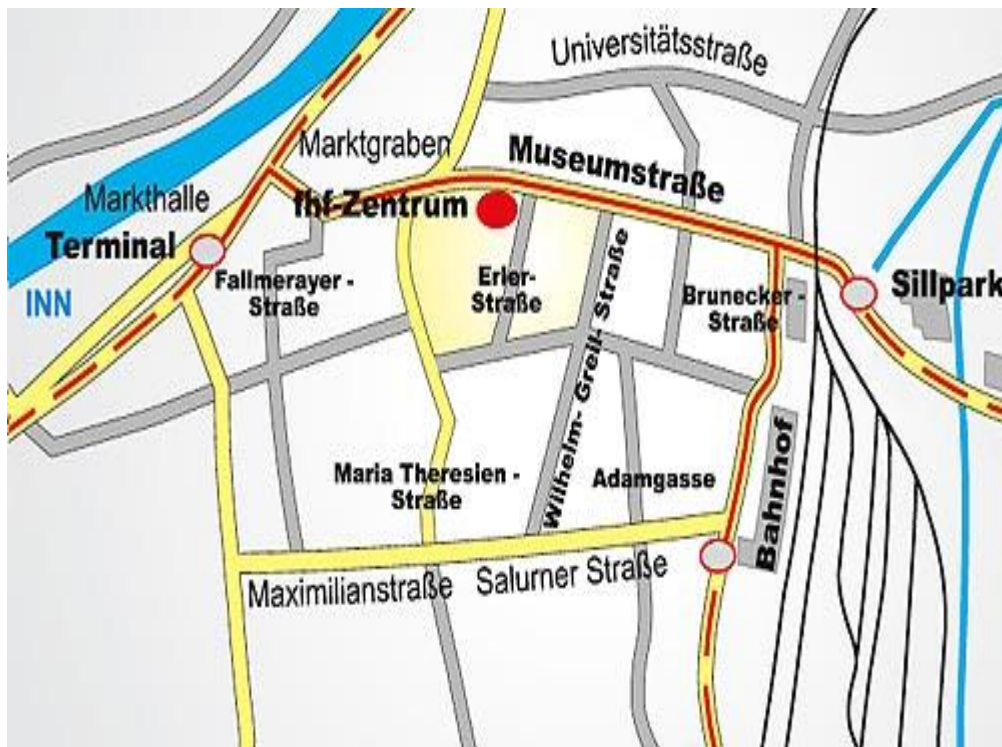 Universitätsstraße
Marktgraben
Museumstraße
Markthalle
fhf-Zentrum
Terminal
INN
Fallmerayer -
Straße
Erler-
Straße
Wilhelm- Greil- Straße
Brunecker -
Straße
Sillpark
Maria Theresien -
Straße
Adamgasse
Bahnhof
Maximilianstraße
Salurner Straße